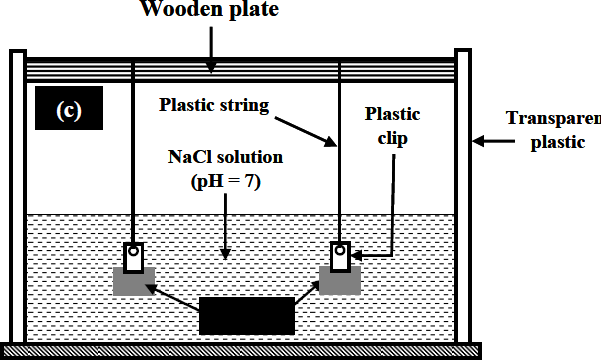 Wooden plate
(c)
Plastic string
Plastic
clip
Transparen
plastic
NaCl solution
(pH = 7)